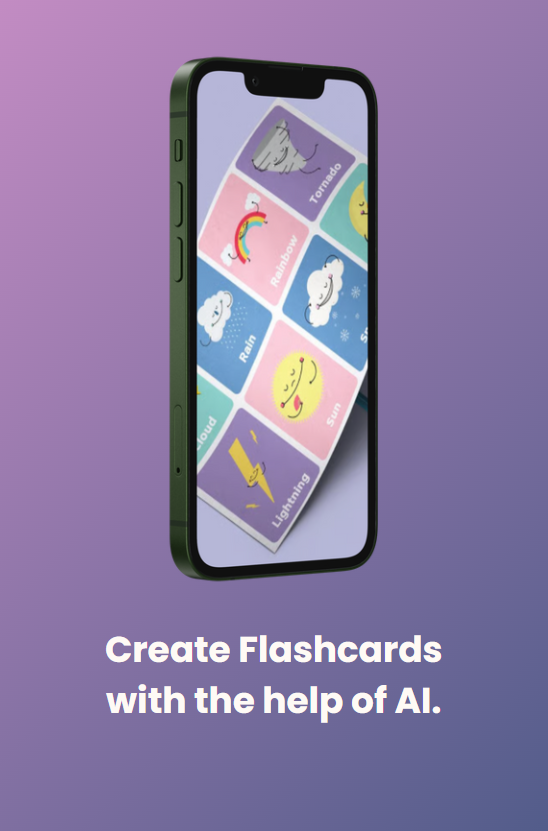 Tornado
Rainbow
Rain
Sun
Lightning
Create Flashcards
with the help of AI.